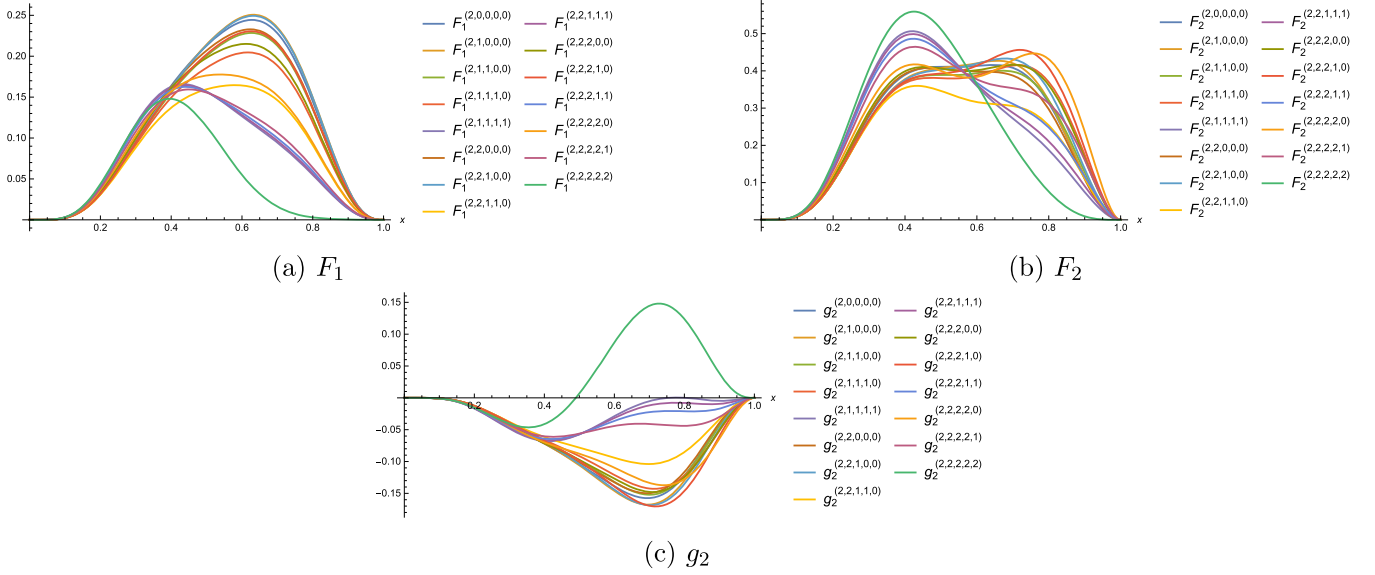 0.25
0.20
0.15
0.10
0.05
0.2
0.4
0.6
0.8
1.0
x
F1(2,0,0,0,0)
F1(2,2,1,1,1)
F1(2,1,0,0,0)
F1(2,2,2,0,0)
F1(2,1,1,0,0)
F1(2,2,2,1,0)
F1(2,1,1,1,0)
F1(2,2,2,1,1)
F1(2,1,1,1,1)
F1(2,2,2,2,0)
F1(2,2,0,0,0)
F1(2,2,2,2,1)
F1(2,2,1,0,0)
F1(2,2,2,2,2)
F1(2,2,1,1,0)
(a) F1
0.5
0.4
0.3
0.2
0.1
0.2
0.4
0.6
0.8
1.0
x
F2(2,0,0,0,0)
F2(2,2,1,1,1)
F2(2,1,0,0,0)
F2(2,2,2,0,0)
F2(2,1,1,0,0)
F2(2,2,2,1,0)
F2(2,1,1,1,0)
F2(2,2,2,1,1)
F2(2,1,1,1,1)
F2(2,2,2,2,0)
F2(2,2,0,0,0)
F2(2,2,2,2,1)
F2(2,2,1,0,0)
F2(2,2,2,2,2)
F2(2,2,1,1,0)
(b) F2
0.15
0.10
0.05
-0.05
-0.10
-0.15
0.2
0.4
0.6
0.8
1.0
x
g2(2,0,0,0,0)
g2(2,2,1,1,1)
g2(2,1,0,0,0)
g2(2,2,2,0,0)
g2(2,1,1,0,0)
g2(2,2,2,1,0)
g2(2,1,1,1,0)
g2(2,2,2,1,1)
g2(2,1,1,1,1)
g2(2,2,2,2,0)
g2(2,2,0,0,0)
g2(2,2,2,2,1)
g2(2,2,1,0,0)
g2(2,2,2,2,2)
g2(2,2,1,1,0)
(c) g2